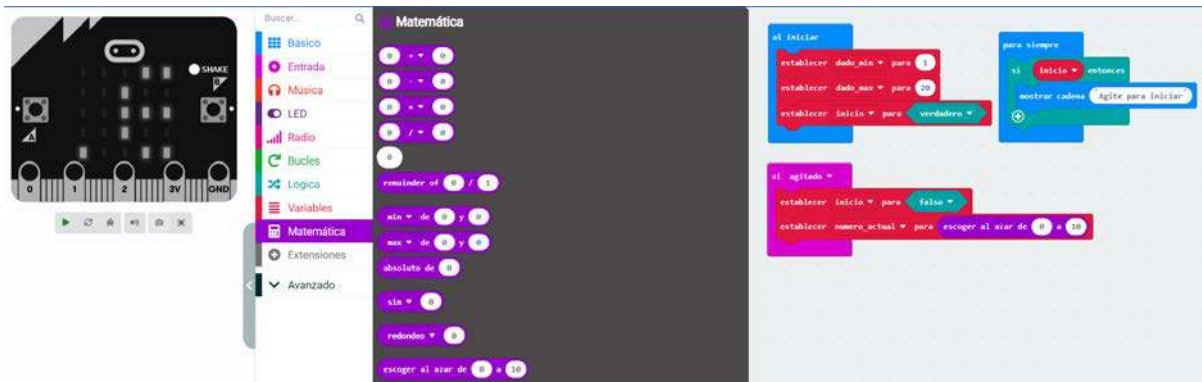 SHAKE
B
A
0 1 2 3V GND
Buscar...
Básico
Entrada
Música
LED
Radio
Bucles
Lógica
Variables
Matemática
Extensiones
Avanzado
Matemática
0 + 0
0 - 0
0 × 0
0 / 0
0
remainder of 0 / 1
min de 0 y 0
max de 0 y 0
absoluto de 0
sin 0
redondeo 0
escoger al azar de 0 a 10
al iniciar
establecer dado_min para 1
establecer dado_max para 20
establecer inicio para verdadero
para siempre
si inicio entonces
mostrar cadena "Agite para iniciar"
si agitado
establecer inicio para falso
establecer numero_actual para escoger al azar de 0 a 10